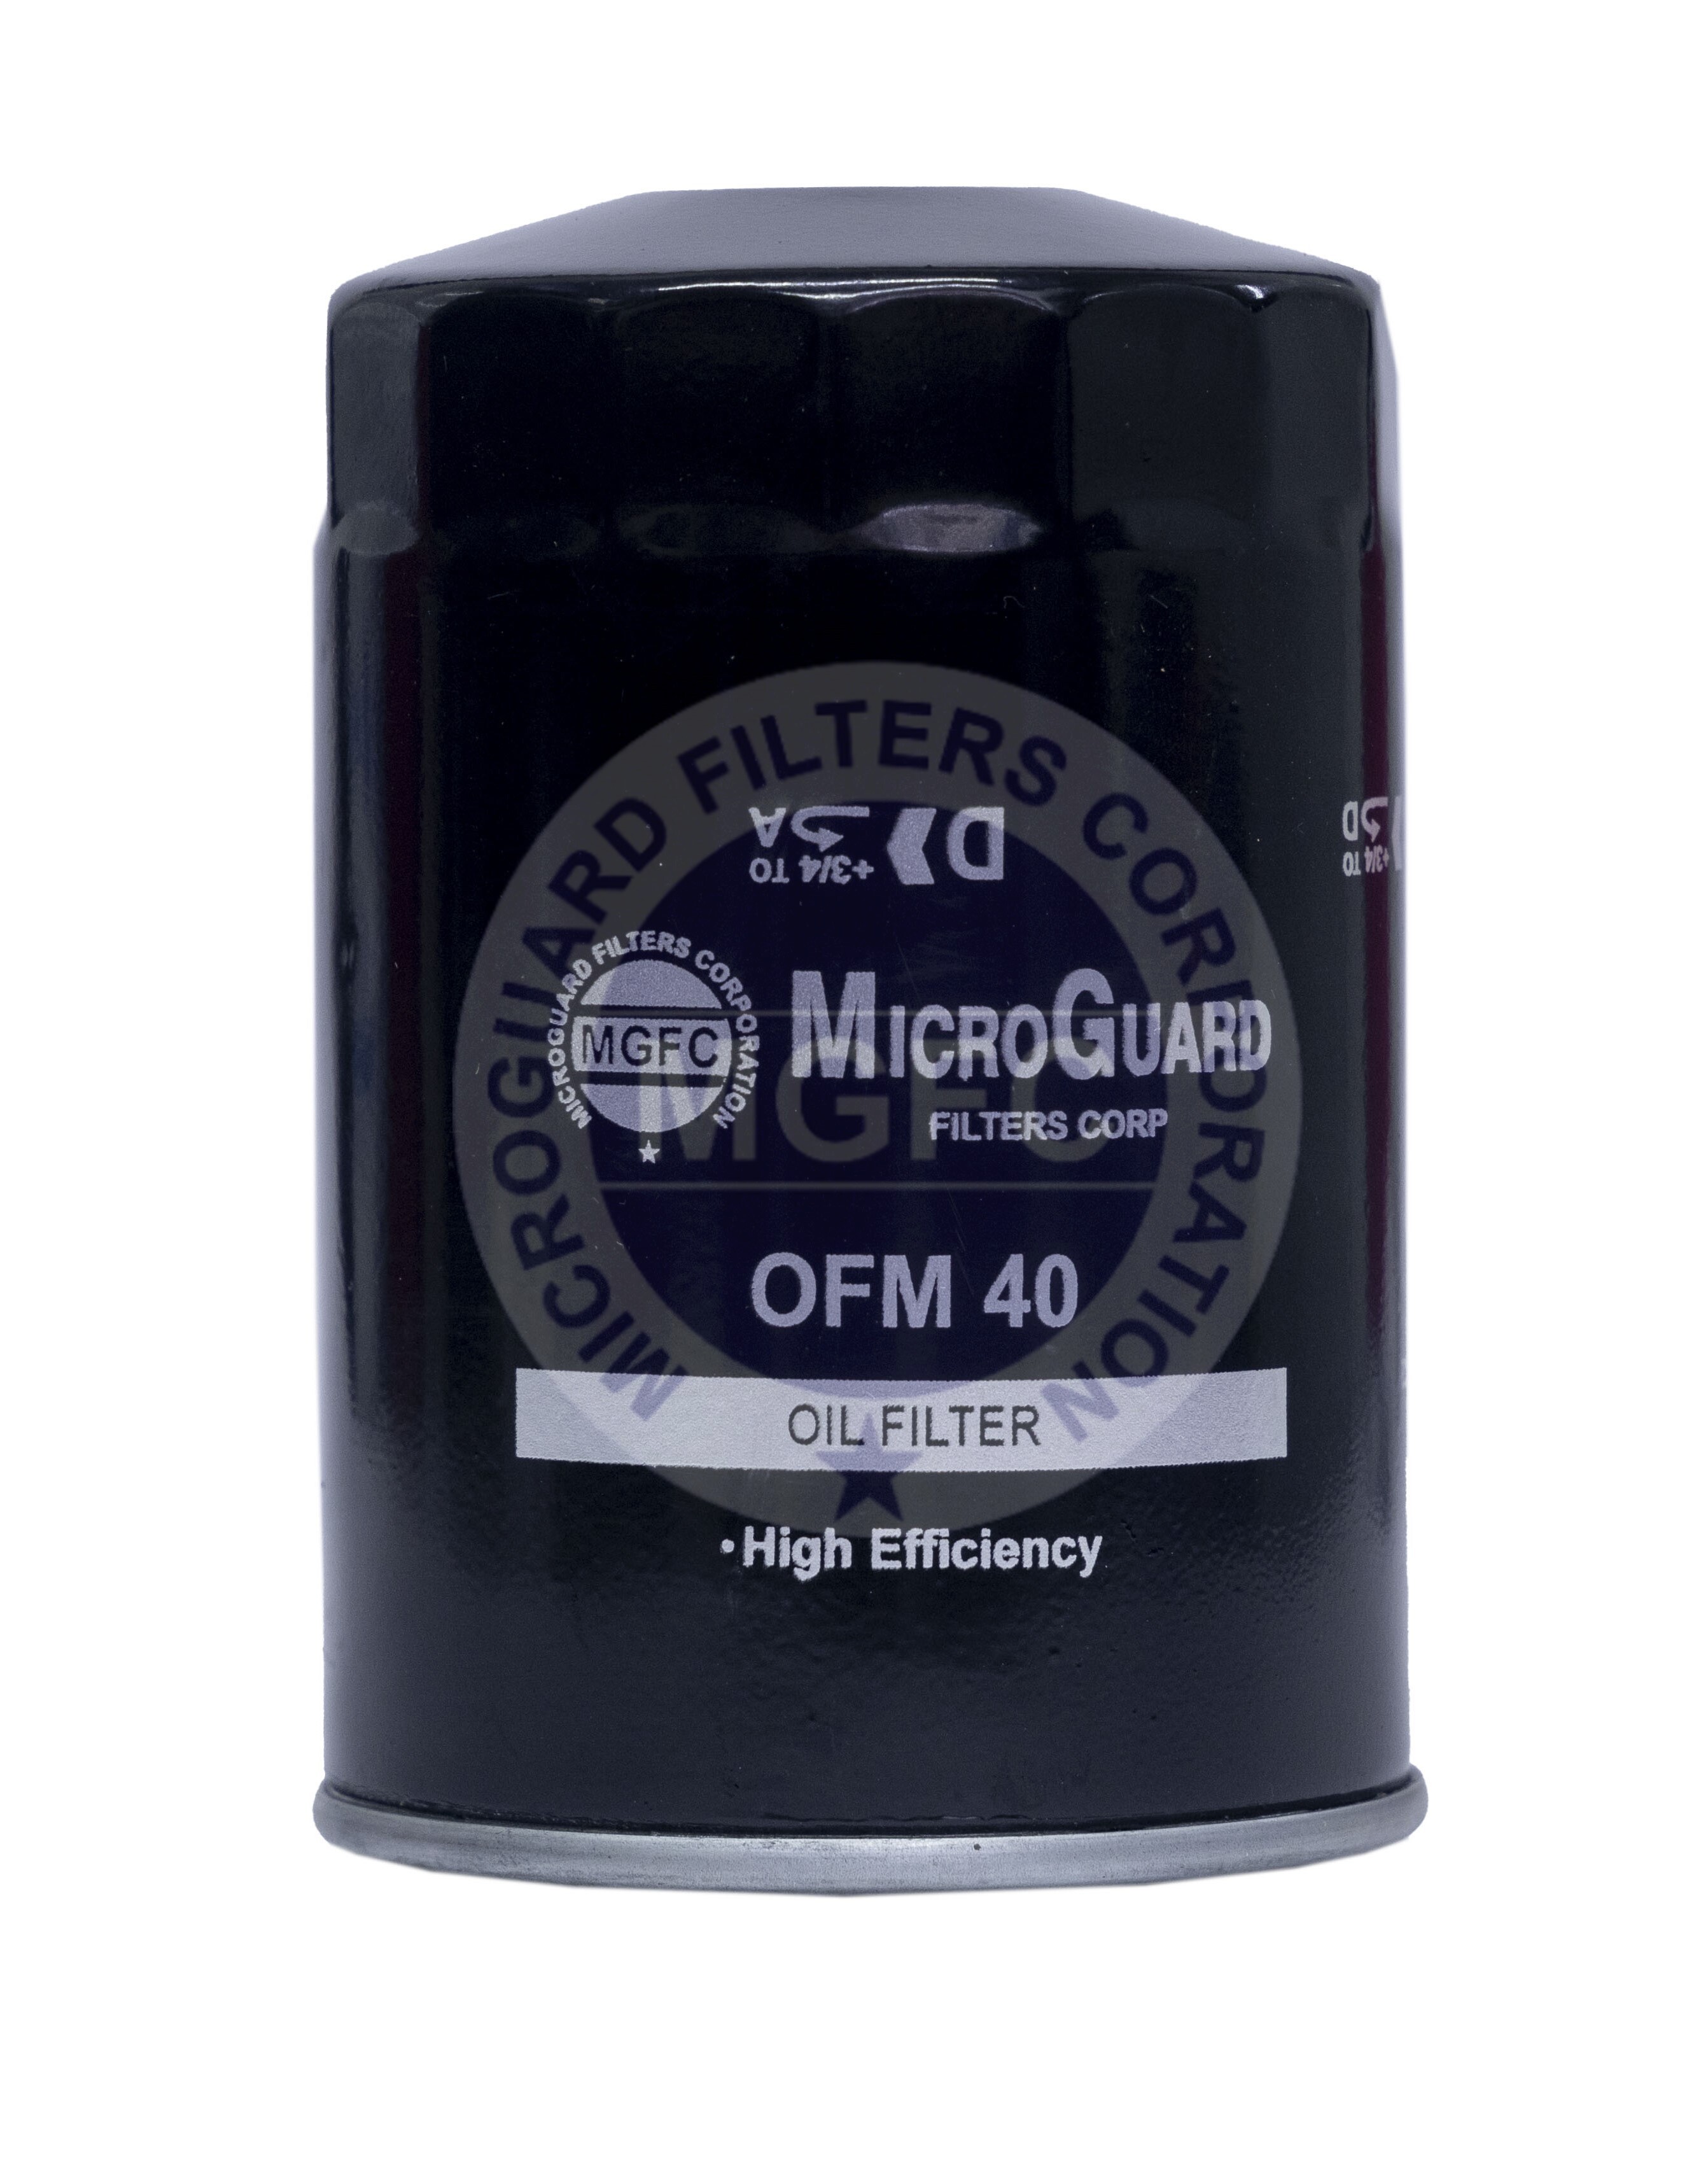 D A
+3/4 TO
D
+3/4 TO
MICROGUARD FILTERS CORPORATION
MGFC
MICROGUARD
FILTERS CORP
OFM 40
OIL FILTER
•High Efficiency
MICROGUARD FILTERS CORPORATION
MGFC